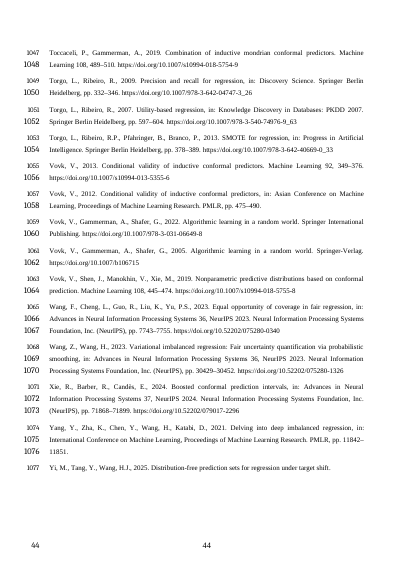 1047 Toccaceli, P., Gammerman, A., 2019. Combination of inductive mondrian conformal predictors. Machine
1048 Learning 108, 489–510. https://doi.org/10.1007/s10994-018-5754-9
1049 Torgo, L., Ribeiro, R., 2009. Precision and recall for regression, in: Discovery Science. Springer Berlin
1050 Heidelberg, pp. 332–346. https://doi.org/10.1007/978-3-642-04747-3_26
1051 Torgo, L., Ribeiro, R., 2007. Utility-based regression, in: Knowledge Discovery in Databases: PKDD 2007.
1052 Springer Berlin Heidelberg, pp. 597–604. https://doi.org/10.1007/978-3-540-74976-9_63
1053 Torgo, L., Ribeiro, R.P., Pfahringer, B., Branco, P., 2013. SMOTE for regression, in: Progress in Artificial
1054 Intelligence. Springer Berlin Heidelberg, pp. 378–389. https://doi.org/10.1007/978-3-642-40669-0_33
1055 Vovk, V., 2013. Conditional validity of inductive conformal predictors. Machine Learning 92, 349–376.
1056 https://doi.org/10.1007/s10994-013-5355-6
1057 Vovk, V., 2012. Conditional validity of inductive conformal predictors, in: Asian Conference on Machine
1058 Learning, Proceedings of Machine Learning Research. PMLR, pp. 475–490.
1059 Vovk, V., Gammerman, A., Shafer, G., 2022. Algorithmic learning in a random world. Springer International
1060 Publishing. https://doi.org/10.1007/978-3-031-06649-8
1061 Vovk, V., Gammerman, A., Shafer, G., 2005. Algorithmic learning in a random world. Springer-Verlag.
1062 https://doi.org/10.1007/b106715
1063 Vovk, V., Shen, J., Manokhin, V., Xie, M., 2019. Nonparametric predictive distributions based on conformal
1064 prediction. Machine Learning 108, 445–474. https://doi.org/10.1007/s10994-018-5755-8
1065 Wang, F., Cheng, L., Guo, R., Liu, K., Yu, P.S., 2023. Equal opportunity of coverage in fair regression, in:
1066 Advances in Neural Information Processing Systems 36, NeurIPS 2023. Neural Information Processing Systems
1067 Foundation, Inc. (NeurIPS), pp. 7743–7755. https://doi.org/10.52202/075280-0340
1068 Wang, Z., Wang, H., 2023. Variational imbalanced regression: Fair uncertainty quantification via probabilistic
1069 smoothing, in: Advances in Neural Information Processing Systems 36, NeurIPS 2023. Neural Information
1070 Processing Systems Foundation, Inc. (NeurIPS), pp. 30429–30452. https://doi.org/10.52202/075280-1326
1071 Xie, R., Barber, R., Candès, E., 2024. Boosted conformal prediction intervals, in: Advances in Neural
1072 Information Processing Systems 37, NeurIPS 2024. Neural Information Processing Systems Foundation, Inc.
1073 (NeurIPS), pp. 71868–71899. https://doi.org/10.52202/079017-2296
1074 Yang, Y., Zha, K., Chen, Y., Wang, H., Katabi, D., 2021. Delving into deep imbalanced regression, in:
1075 International Conference on Machine Learning, Proceedings of Machine Learning Research. PMLR, pp. 11842–
1076 11851.
1077 Yi, M., Tang, Y., Wang, H.J., 2025. Distribution-free prediction sets for regression under target shift.
44 44